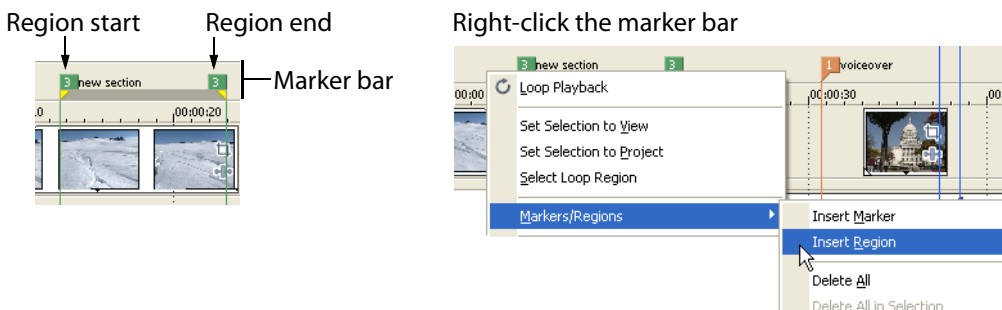 Region start
Region end
Marker bar
3 new section 3
00:00:20
Right-click the marker bar
3 new section 3
1 voiceover
00:00
00:00:30
00
Loop Playback
Set Selection to View
Set Selection to Project
Select Loop Region
Markers/Regions
Insert Marker
Insert Region
Delete All
Delete All in Selection